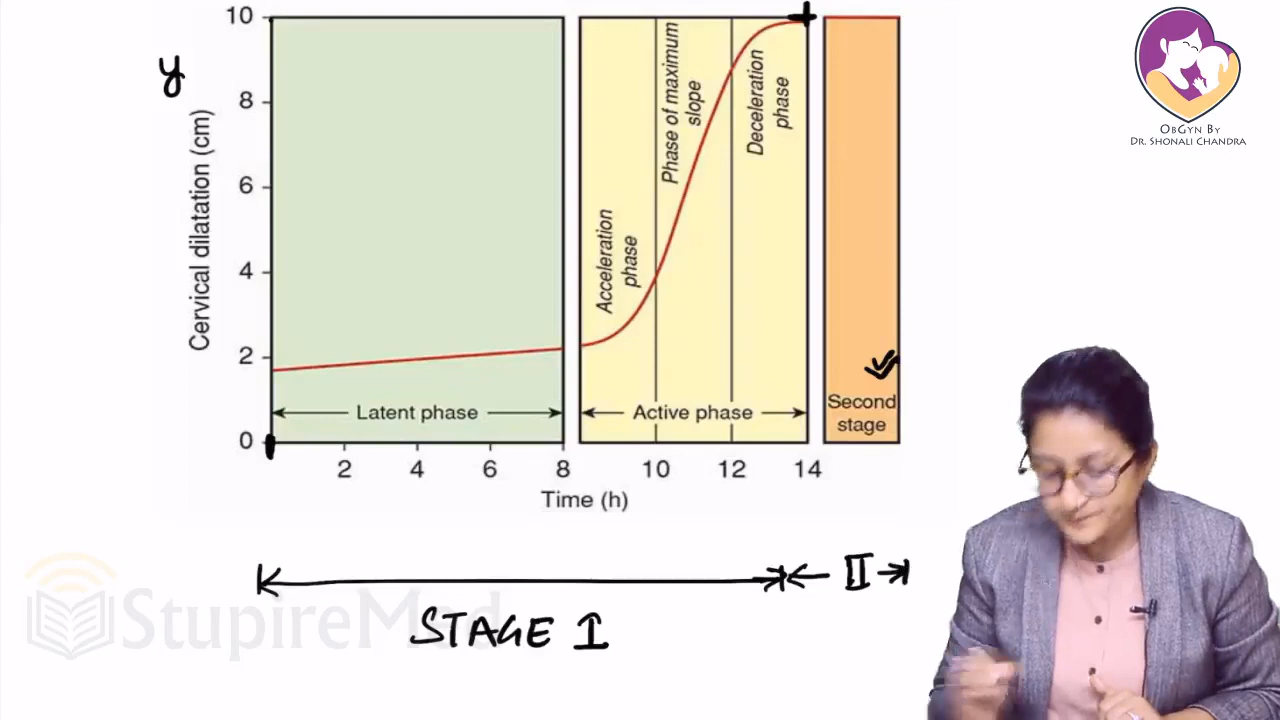 10
8
6
4
2
0
y
Cervical dilatation (cm)
Latent phase
Acceleration
phase
Phase of maximum
slope
Deceleration
phase
Active phase
Second
stage
2 4 6 8 10 12 14
Time (h)
STAGE I
II
ObGyn By
Dr. Shonali Chandra
StupireMed